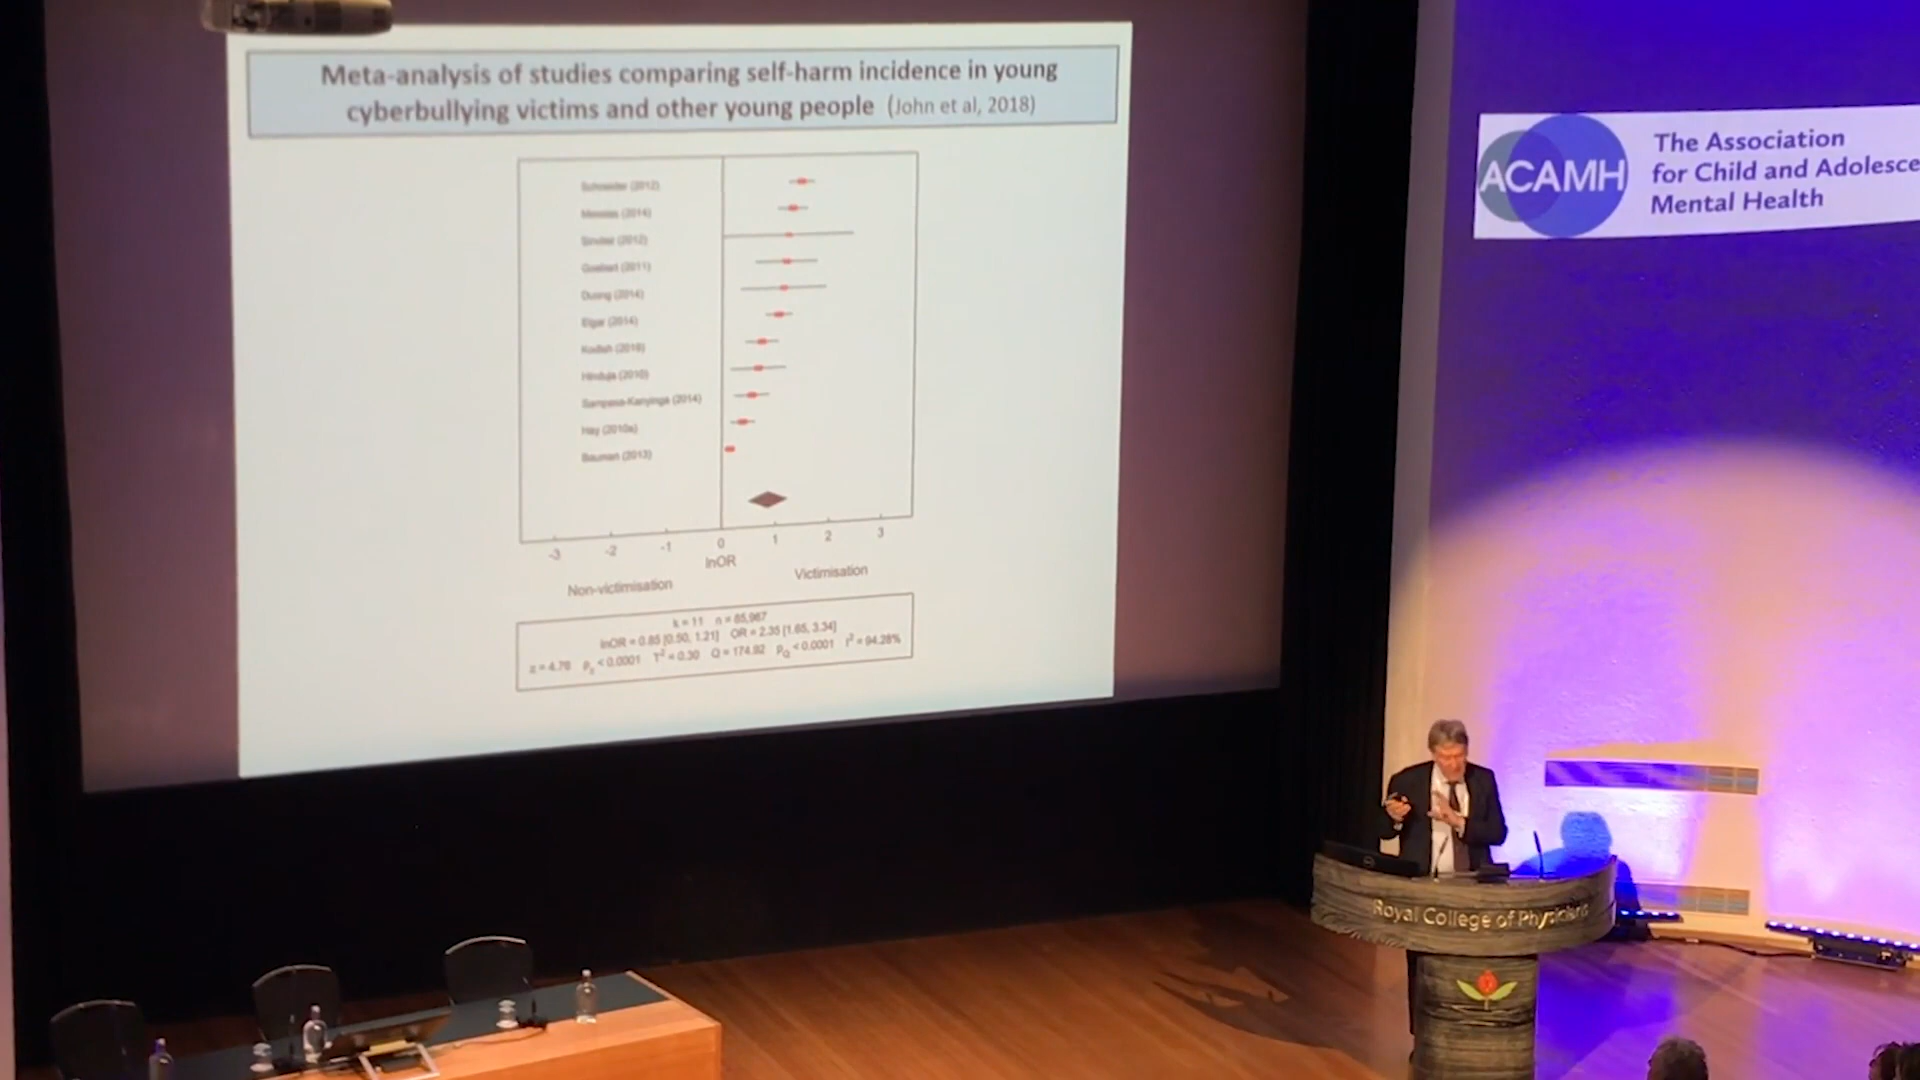 Meta-analysis of studies comparing self-harm incidence in young
cyberbullying victims and other young people (John et al, 2018)
Schneider (2012)
Messias (2014)
Sinclair (2012)
Goebert (2011)
(2014)
Elgar (2014)
Kodish (2016)
Hinduja (2010)
Sampasa-Kanyinga (2014)
Hay (2010a)
Bauman (2013)
-3 -2 -1 0 1 2 3
lnOR
Non-victimisation Victimisation
k = 11 n = 85,967
lnOR = 0.85 [0.50, 1.21] OR = 2.35 [1.65, 3.34]
z = 4.70 pz < 0.0001 T² = 0.30 Q = 174.92 pQ < 0.0001 I² = 94.28%
ACAMH
The Association
for Child and Adolesce
Mental Health
Royal College of Physicians